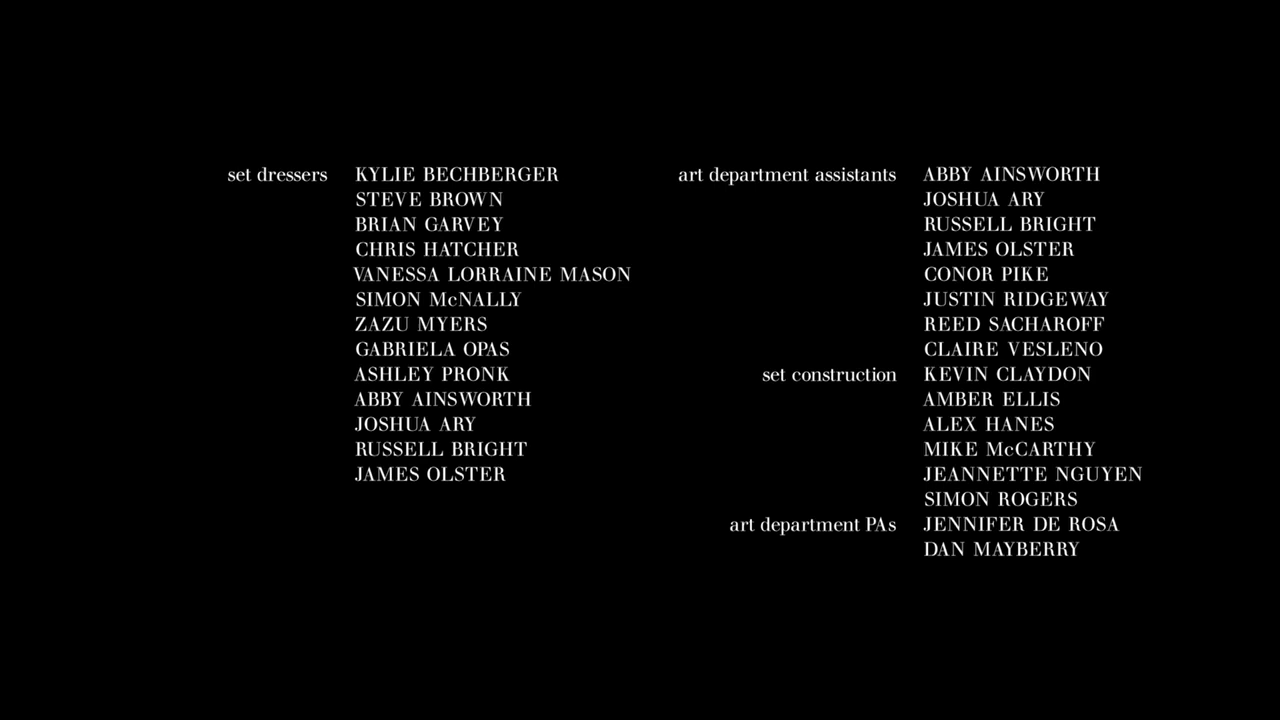 set dressers KYLIE BECHBERGER
STEVE BROWN
BRIAN GARVEY
CHRIS HATCHER
VANESSA LORRAINE MASON
SIMON McNALLY
ZAZU MYERS
GABRIELA OPAS
ASHLEY PRONK
ABBY AINSWORTH
JOSHUA ARY
RUSSELL BRIGHT
JAMES OLSTER
art department assistants ABBY AINSWORTH
JOSHUA ARY
RUSSELL BRIGHT
JAMES OLSTER
CONOR PIKE
JUSTIN RIDGEWAY
REED SACHAROFF
CLAIRE VESLENO
set construction KEVIN CLAYDON
AMBER ELLIS
ALEX HANES
MIKE McCARTHY
JEANNETTE NGUYEN
SIMON ROGERS
art department PAs JENNIFER DE ROSA
DAN MAYBERRY